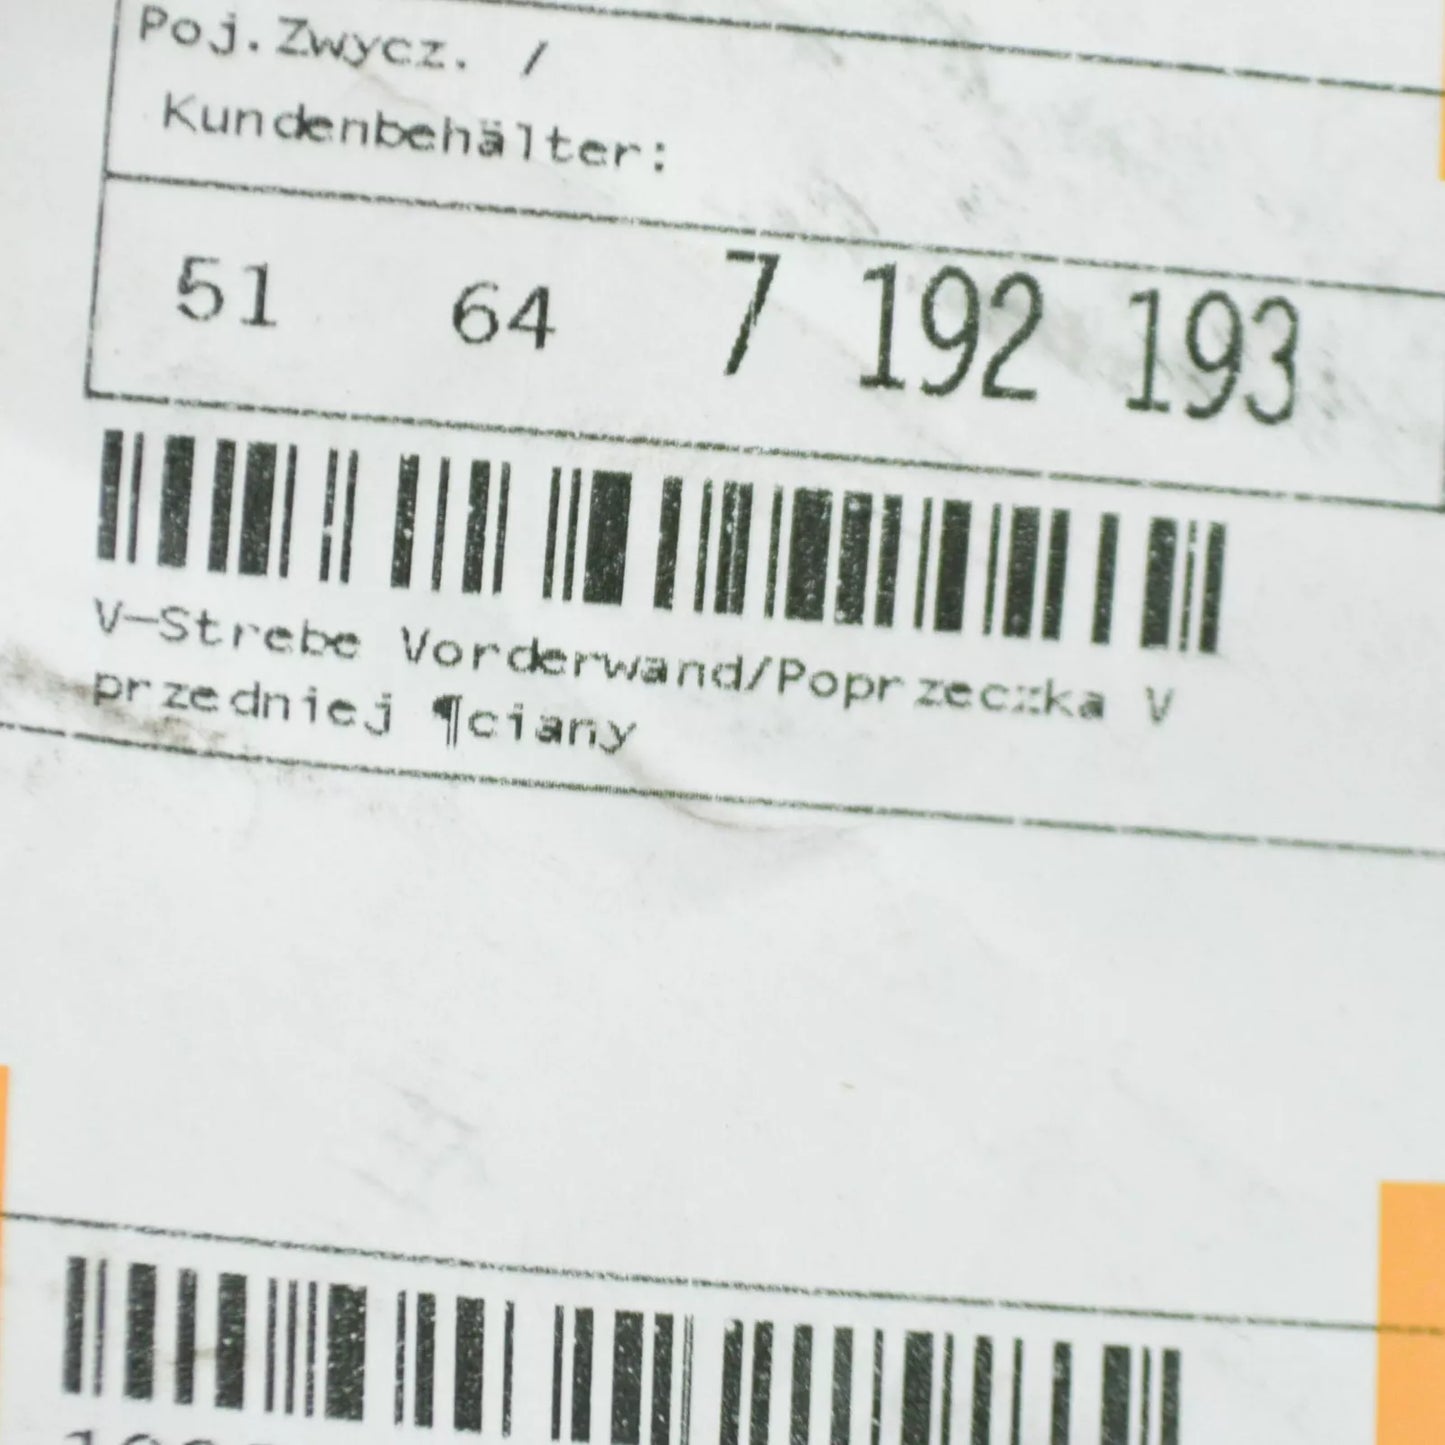 Poj.Zwycz. /
Kundenbehälter:
51 64 7 192 193
V-Strebe Vorderwand/Poprzeczka V
przedniej ¶ciany